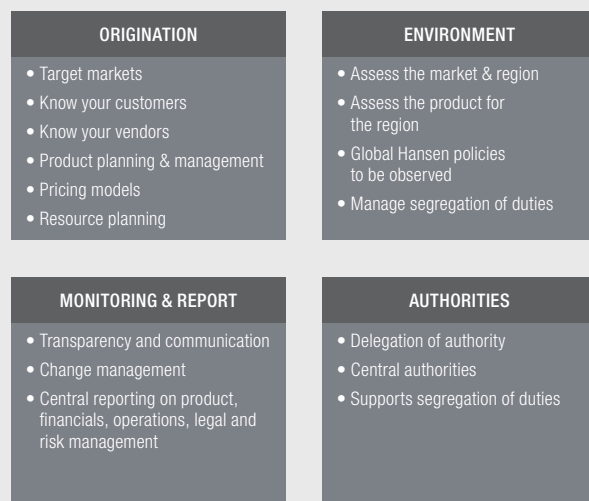 ORIGINATION
• Target markets
• Know your customers
• Know your vendors
• Product planning & management
• Pricing models
• Resource planning
ENVIRONMENT
• Assess the market & region
• Assess the product for
the region
• Global Hansen policies
to be observed
• Manage segregation of duties
MONITORING & REPORT
• Transparency and communication
• Change management
• Central reporting on product,
financials, operations, legal and
risk management
AUTHORITIES
• Delegation of authority
• Central authorities
• Supports segregation of duties